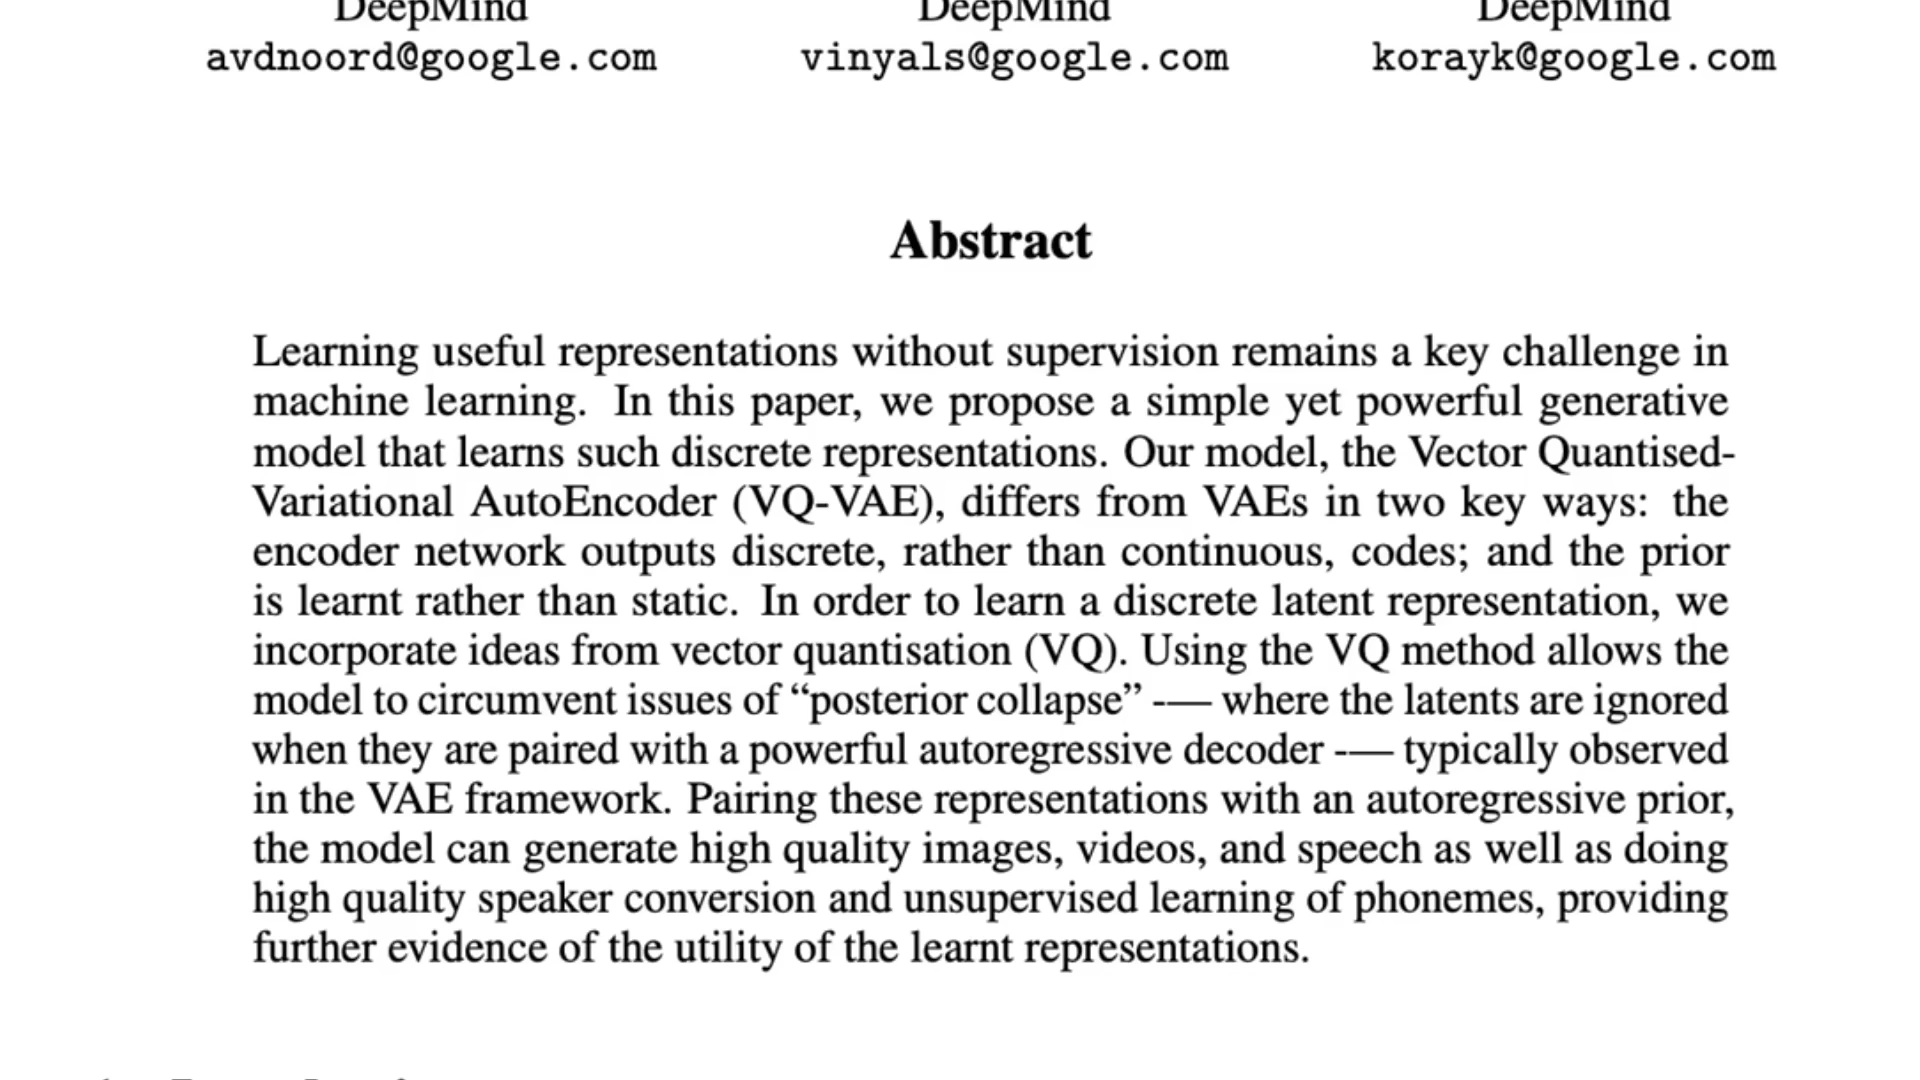 DeepMind DeepMind DeepMind
avdnoord@google.com vinyals@google.com korayk@google.com
Abstract
Learning useful representations without supervision remains a key challenge in
machine learning. In this paper, we propose a simple yet powerful generative
model that learns such discrete representations. Our model, the Vector Quantised-
Variational AutoEncoder (VQ-VAE), differs from VAEs in two key ways: the
encoder network outputs discrete, rather than continuous, codes; and the prior
is learnt rather than static. In order to learn a discrete latent representation, we
incorporate ideas from vector quantisation (VQ). Using the VQ method allows the
model to circumvent issues of “posterior collapse” -— where the latents are ignored
when they are paired with a powerful autoregressive decoder -— typically observed
in the VAE framework. Pairing these representations with an autoregressive prior,
the model can generate high quality images, videos, and speech as well as doing
high quality speaker conversion and unsupervised learning of phonemes, providing
further evidence of the utility of the learnt representations.